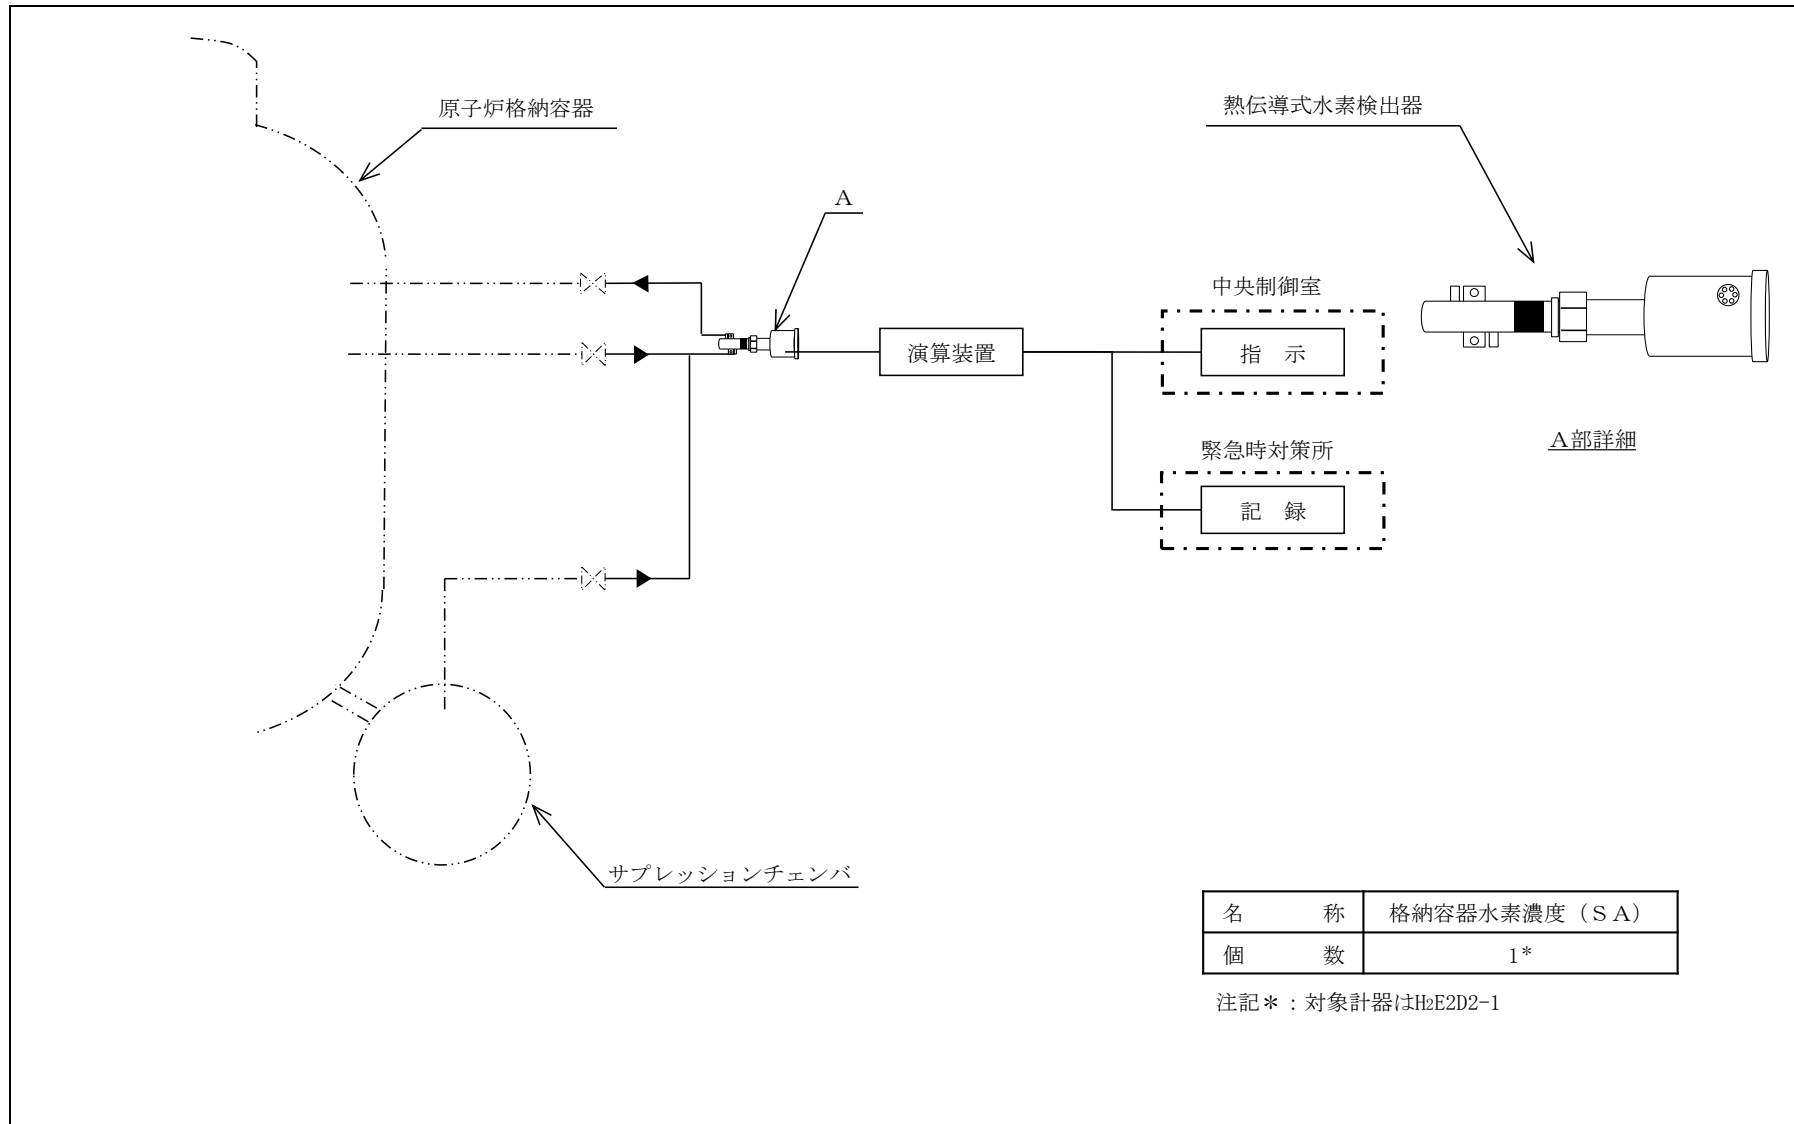 原子炉格納容器
熱伝導式水素検出器
A
中央制御室
演算装置
指　示
A部詳細
緊急時対策所
記　録
サプレッションチェンバ
名　称　格納容器水素濃度（ＳＡ）
個　数　1*
注記＊：対象計器はH2E2D2-1